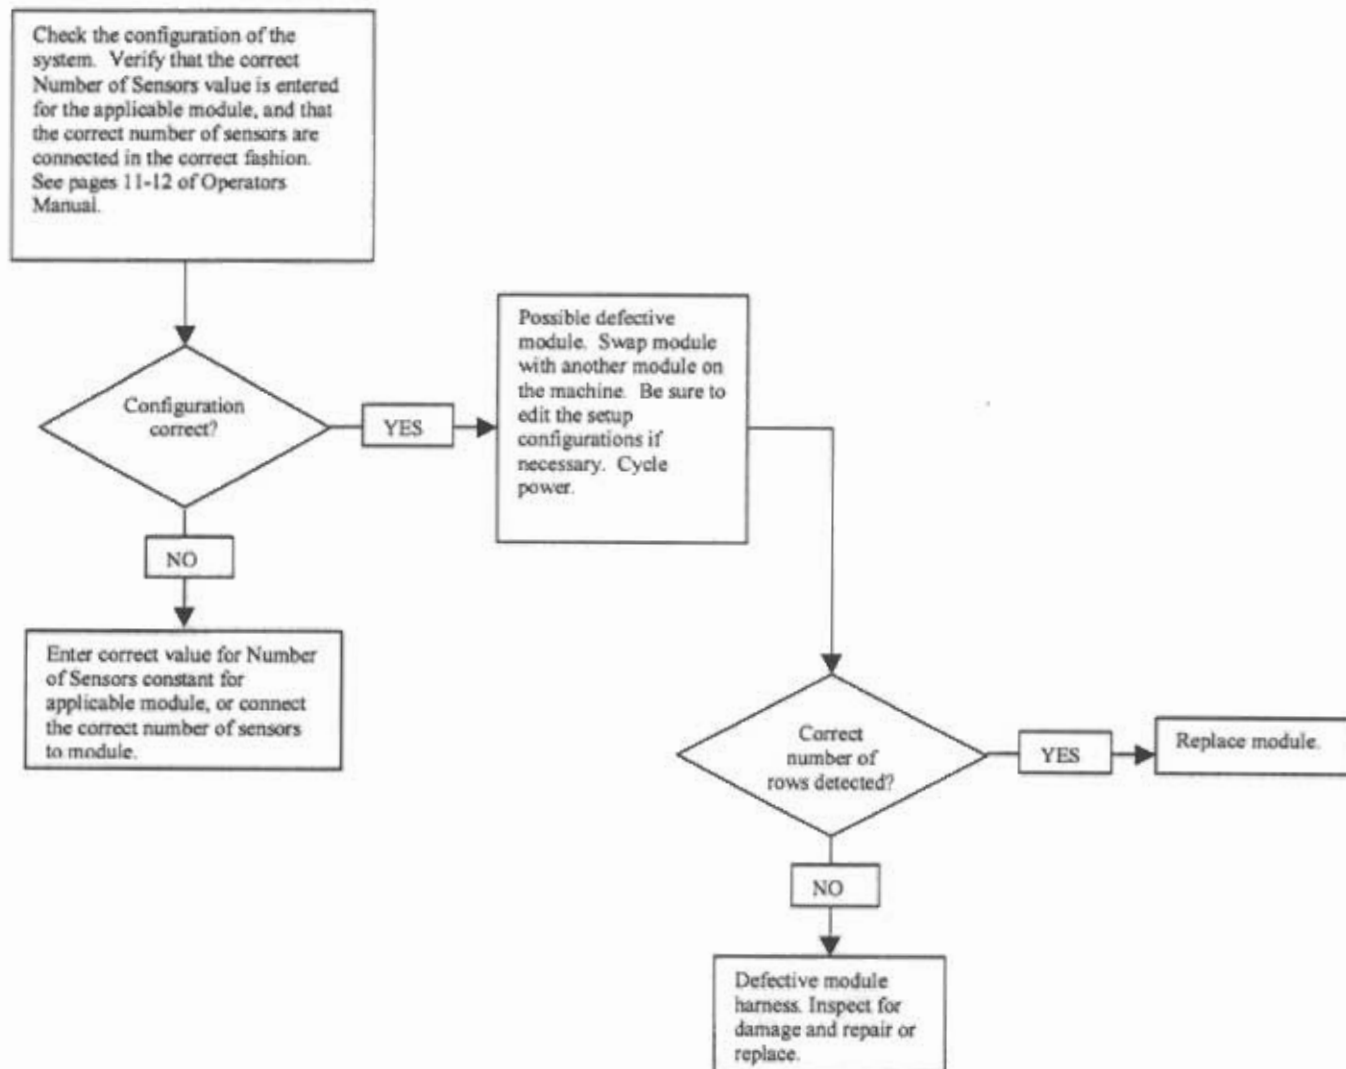 Check the configuration of the
system. Verify that the correct
Number of Sensors value is entered
for the applicable module, and that
the correct number of sensors are
connected in the correct fashion.
See pages 11-12 of Operators
Manual.
Configuration
correct?
YES
Possible defective
module. Swap module
with another module on
the machine. Be sure to
edit the setup
configurations if
necessary. Cycle
power.
NO
Enter correct value for Number
of Sensors constant for
applicable module, or connect
the correct number of sensors
to module.
Correct
number of
rows detected?
YES
Replace module.
NO
Defective module
harness. Inspect for
damage and repair or
replace.